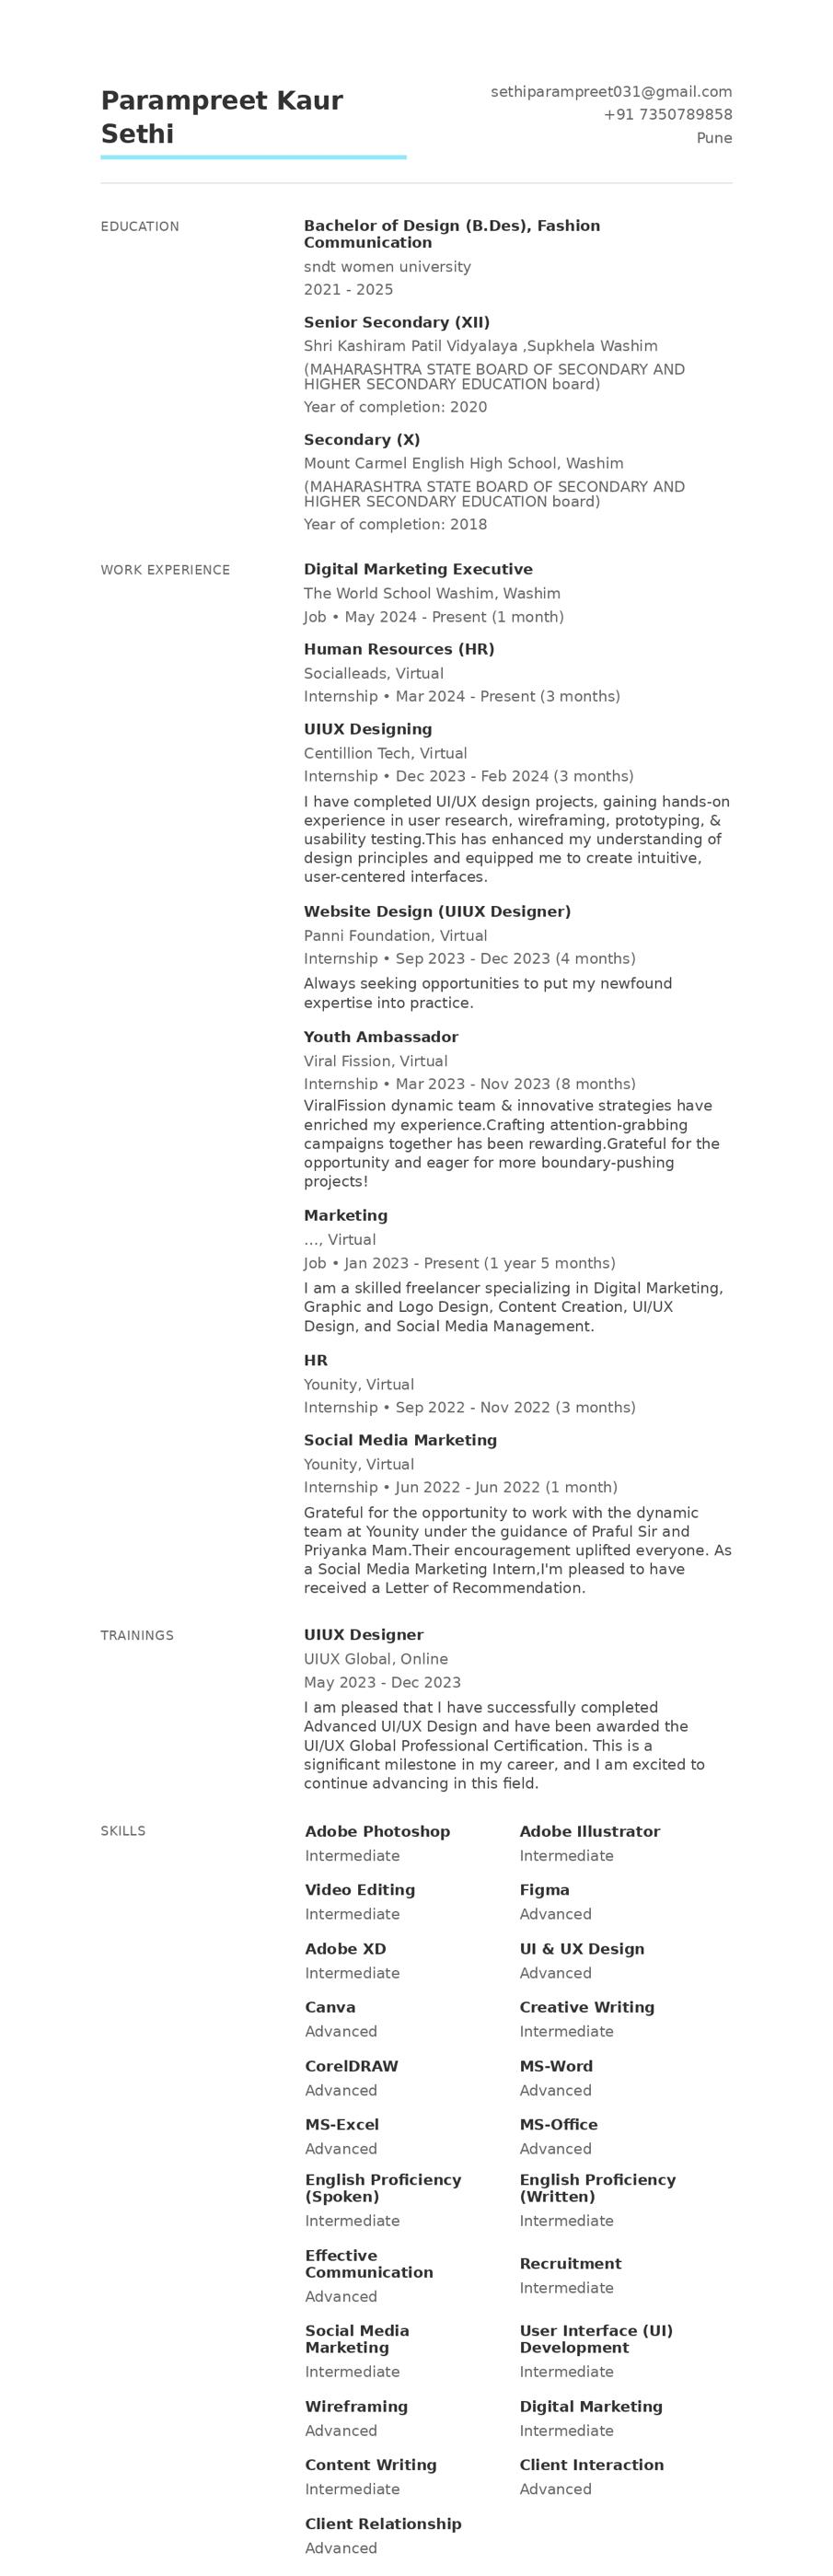 Parampreet Kaur
Sethi
sethiparampreet031@gmail.com
+91 7350789858
Pune
EDUCATION
Bachelor of Design (B.Des), Fashion
Communication
sndt women university
2021 - 2025
Senior Secondary (XII)
Shri Kashiram Patil Vidyalaya ,Supkhela Washim
(MAHARASHTRA STATE BOARD OF SECONDARY AND
HIGHER SECONDARY EDUCATION board)
Year of completion: 2020
Secondary (X)
Mount Carmel English High School, Washim
(MAHARASHTRA STATE BOARD OF SECONDARY AND
HIGHER SECONDARY EDUCATION board)
Year of completion: 2018
WORK EXPERIENCE
Digital Marketing Executive
The World School Washim, Washim
Job • May 2024 - Present (1 month)
Human Resources (HR)
Socialleads, Virtual
Internship • Mar 2024 - Present (3 months)
UIUX Designing
Centillion Tech, Virtual
Internship • Dec 2023 - Feb 2024 (3 months)
I have completed UI/UX design projects, gaining hands-on
experience in user research, wireframing, prototyping, &
usability testing.This has enhanced my understanding of
design principles and equipped me to create intuitive,
user-centered interfaces.
Website Design (UIUX Designer)
Panni Foundation, Virtual
Internship • Sep 2023 - Dec 2023 (4 months)
Always seeking opportunities to put my newfound
expertise into practice.
Youth Ambassador
Viral Fission, Virtual
Internship • Mar 2023 - Nov 2023 (8 months)
ViralFission dynamic team & innovative strategies have
enriched my experience.Crafting attention-grabbing
campaigns together has been rewarding.Grateful for the
opportunity and eager for more boundary-pushing
projects!
Marketing
..., Virtual
Job • Jan 2023 - Present (1 year 5 months)
I am a skilled freelancer specializing in Digital Marketing,
Graphic and Logo Design, Content Creation, UI/UX
Design, and Social Media Management.
HR
Younity, Virtual
Internship • Sep 2022 - Nov 2022 (3 months)
Social Media Marketing
Younity, Virtual
Internship • Jun 2022 - Jun 2022 (1 month)
Grateful for the opportunity to work with the dynamic
team at Younity under the guidance of Praful Sir and
Priyanka Mam.Their encouragement uplifted everyone. As
a Social Media Marketing Intern,I'm pleased to have
received a Letter of Recommendation.
TRAININGS
UIUX Designer
UIUX Global, Online
May 2023 - Dec 2023
I am pleased that I have successfully completed
Advanced UI/UX Design and have been awarded the
UI/UX Global Professional Certification. This is a
significant milestone in my career, and I am excited to
continue advancing in this field.
SKILLS
Adobe Photoshop
Intermediate
Adobe Illustrator
Intermediate
Video Editing
Intermediate
Figma
Advanced
Adobe XD
Intermediate
UI & UX Design
Advanced
Canva
Advanced
Creative Writing
Intermediate
CorelDRAW
Advanced
MS-Word
Advanced
MS-Excel
Advanced
MS-Office
Advanced
English Proficiency
(Spoken)
Intermediate
English Proficiency
(Written)
Intermediate
Effective
Communication
Advanced
Recruitment
Intermediate
Social Media
Marketing
Intermediate
User Interface (UI)
Development
Intermediate
Wireframing
Advanced
Digital Marketing
Intermediate
Content Writing
Intermediate
Client Interaction
Advanced
Client Relationship
Advanced